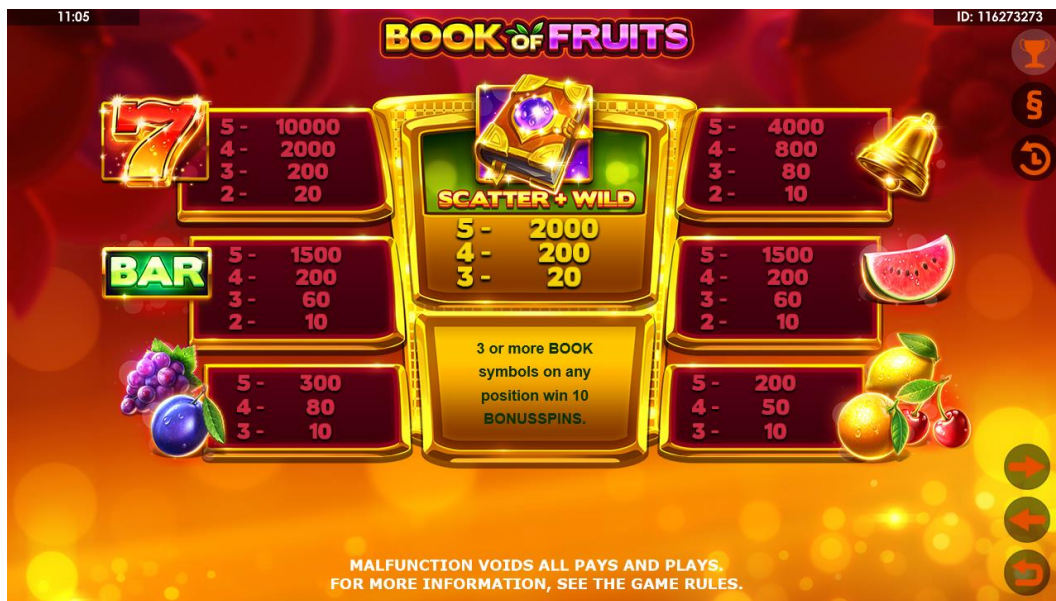 11:05
ID: 116273273
BOOK OF FRUITS
7
5 - 10000
4 - 2000
3 - 200
2 - 20
SCATTER + WILD
5 - 2000
4 - 200
3 - 20
5 - 4000
4 - 800
3 - 80
2 - 10
BAR
5 - 1500
4 - 200
3 - 60
2 - 10
5 - 1500
4 - 200
3 - 60
2 - 10
5 - 300
4 - 80
3 - 10
3 or more BOOK
symbols on any
position win 10
BONUSSPINS.
5 - 200
4 - 50
3 - 10
MALFUNCTION VOIDS ALL PAYS AND PLAYS.
FOR MORE INFORMATION, SEE THE GAME RULES.